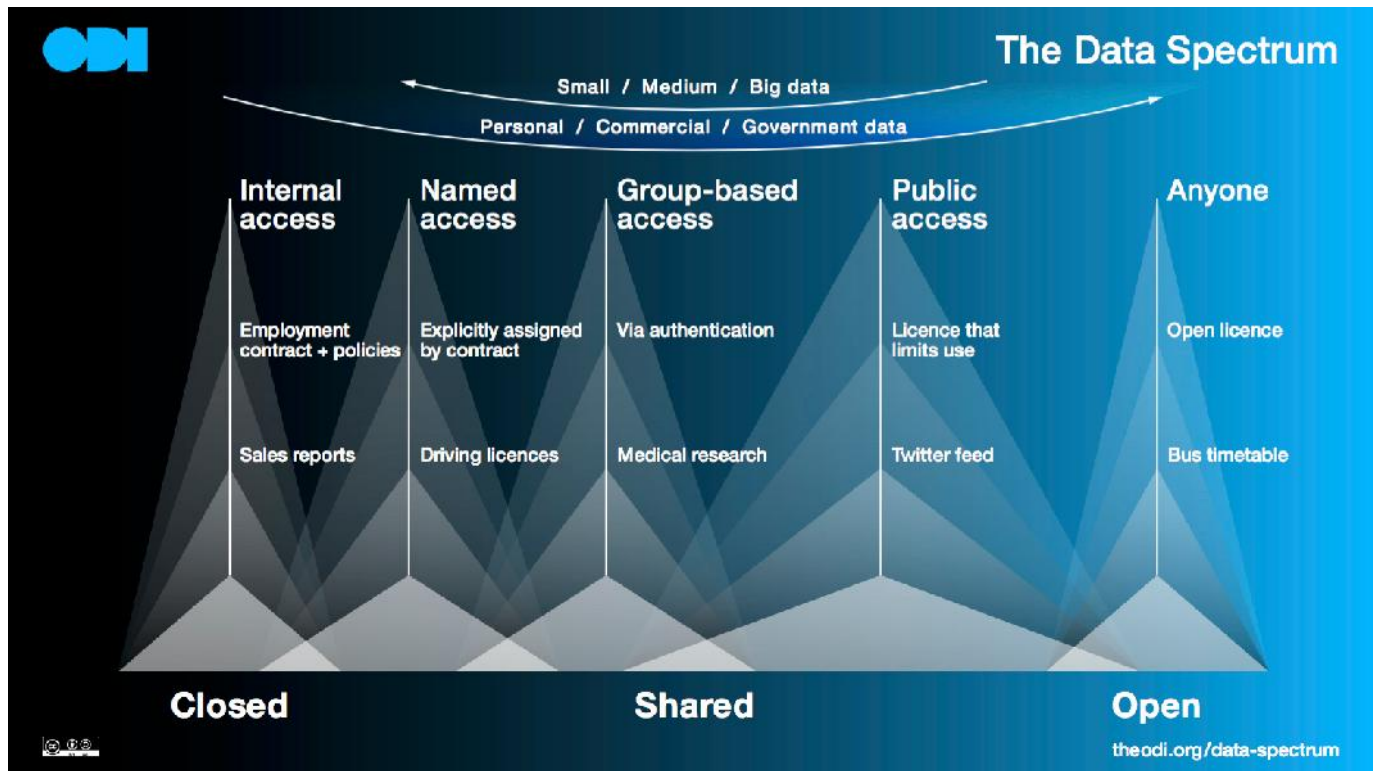 ODI
The Data Spectrum
Small / Medium / Big data
Personal / Commercial / Government data
Internal
access
Named
access
Group-based
access
Public
access
Anyone
Employment
contract + policies
Explicitly assigned
by contract
Via authentication
Licence that
limits use
Open licence
Sales reports
Driving licences
Medical research
Twitter feed
Bus timetable
Closed
Shared
Open
theodi.org/data-spectrum